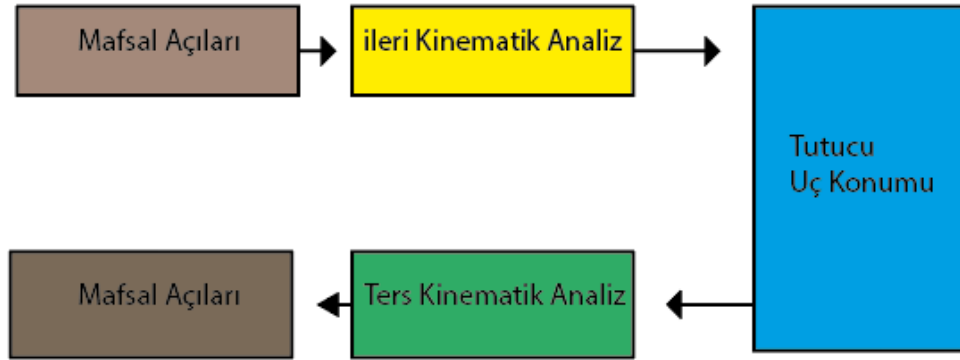 Mafsal Açıları
ileri Kinematik Analiz
Tutucu
Uç Konumu
Mafsal Açıları
Ters Kinematik Analiz